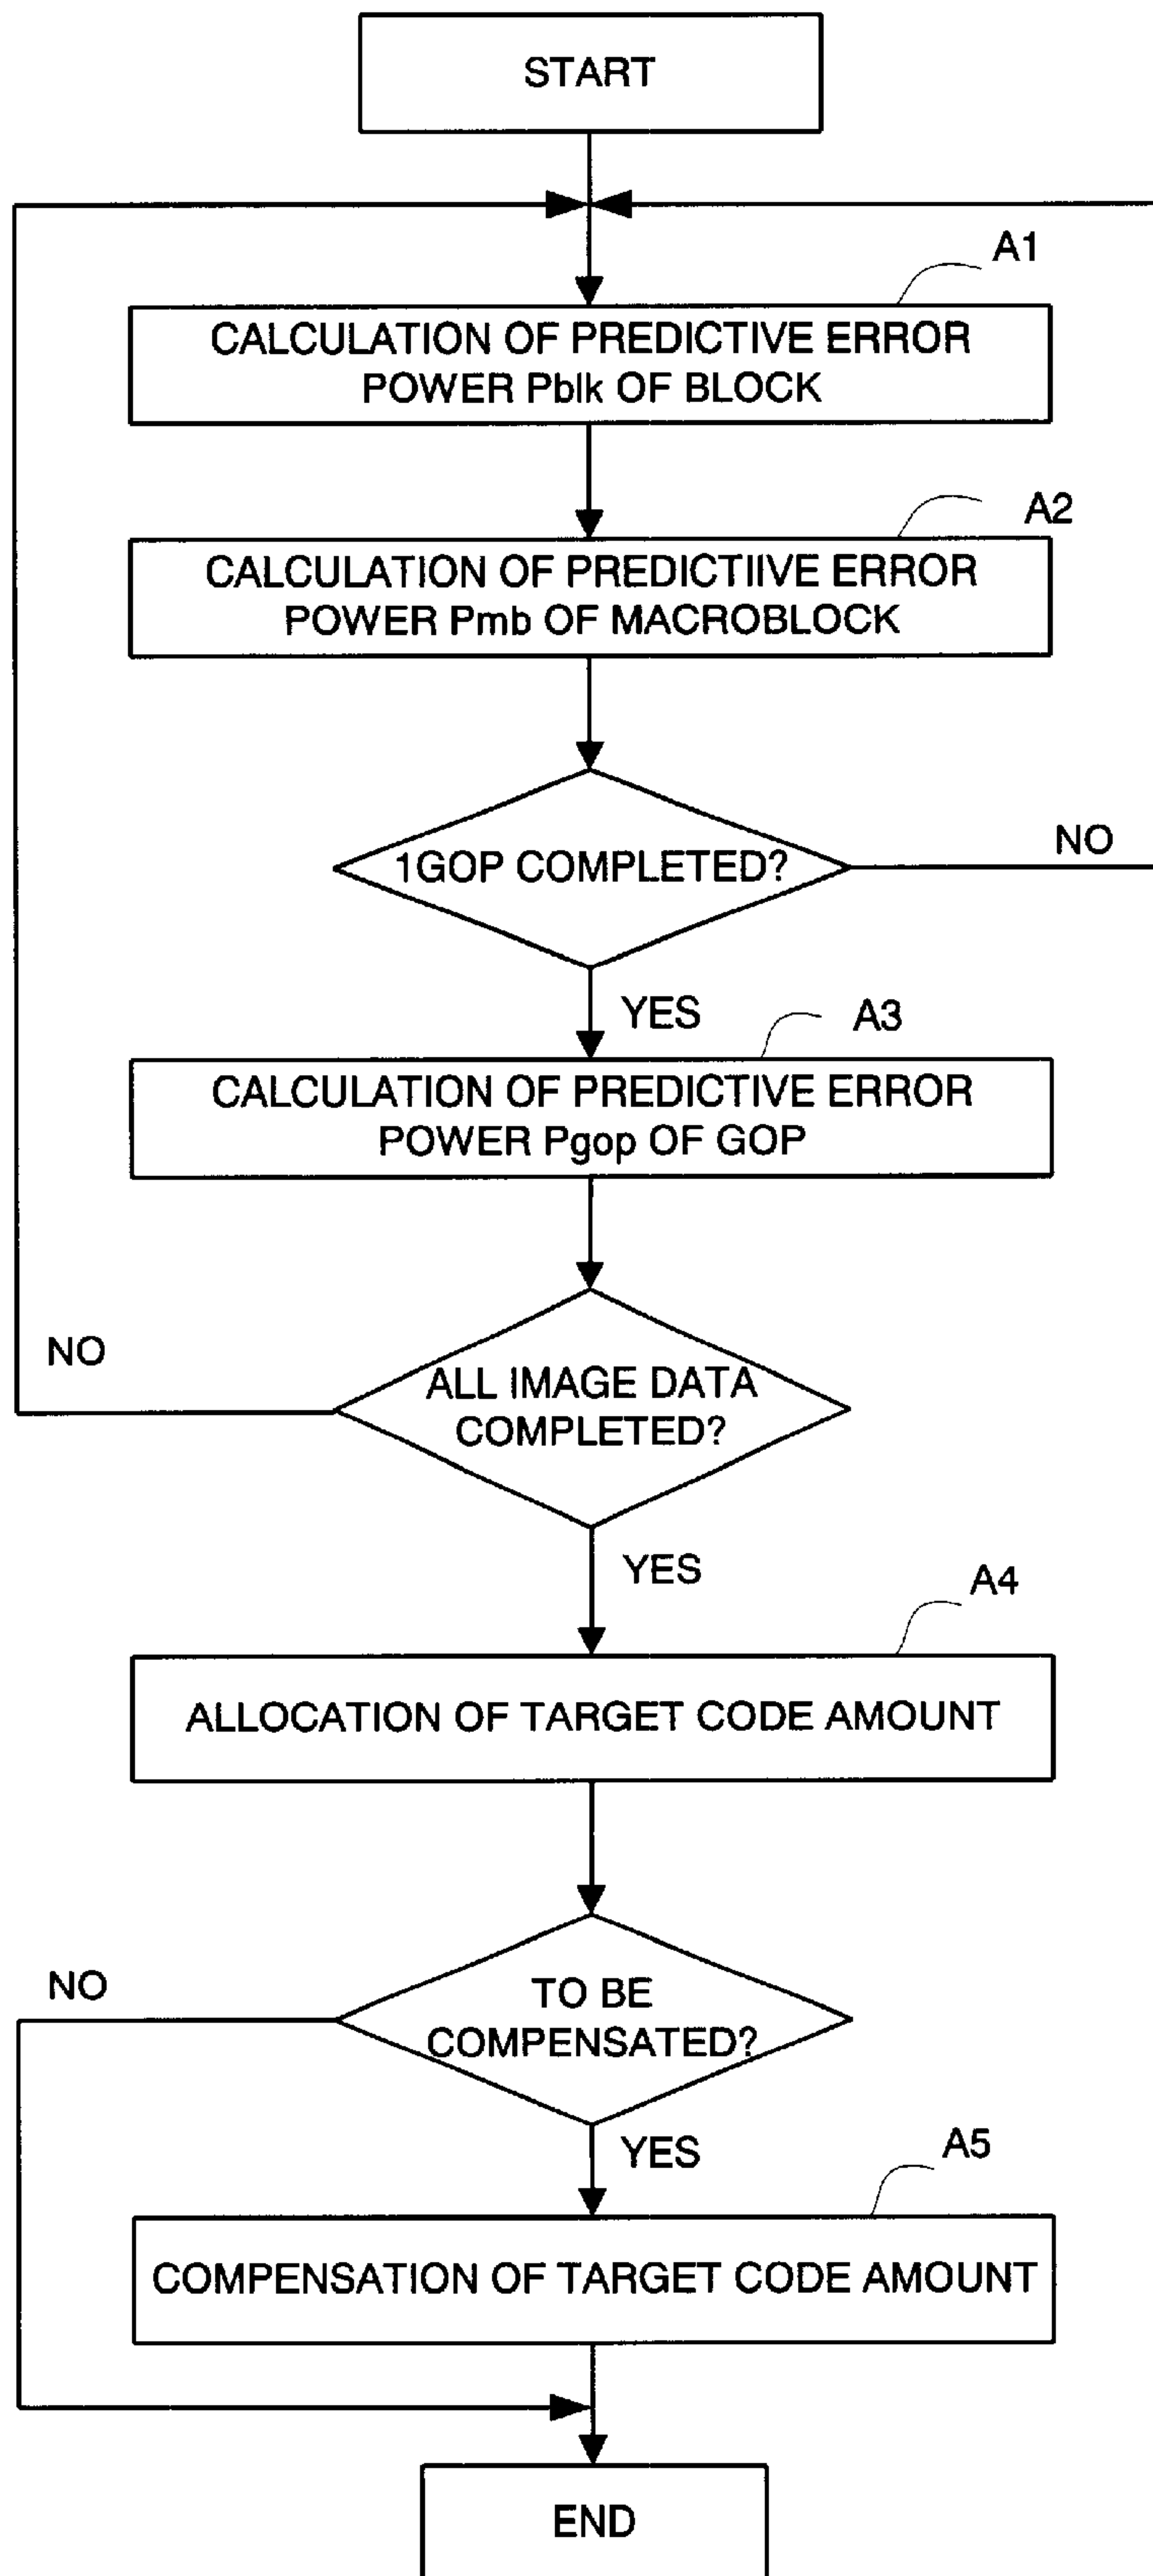 START
A1
CALCULATION OF PREDICTIVE ERROR
POWER Pblk OF BLOCK
A2
CALCULATION OF PREDICTIIVE ERROR
POWER Pmb OF MACROBLOCK
1GOP COMPLETED?
NO
YES
A3
CALCULATION OF PREDICTIVE ERROR
POWER Pgop OF GOP
NO
ALL IMAGE DATA
COMPLETED?
YES
A4
ALLOCATION OF TARGET CODE AMOUNT
NO
TO BE
COMPENSATED?
YES
A5
COMPENSATION OF TARGET CODE AMOUNT
END